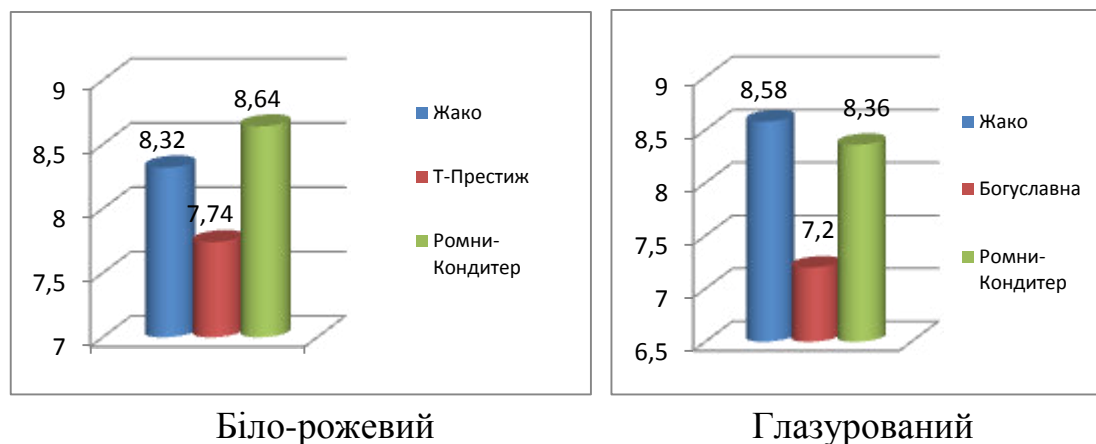 9
8,5
8
7,5
7
8,32
7,74
8,64
Жако
Т-Престиж
Ромни-
Кондитер
Біло-рожевий
9
8,5
8
7,5
7
6,5
8,58
7,2
8,36
Жако
Богуславна
Ромни-
Кондитер
Глазурований